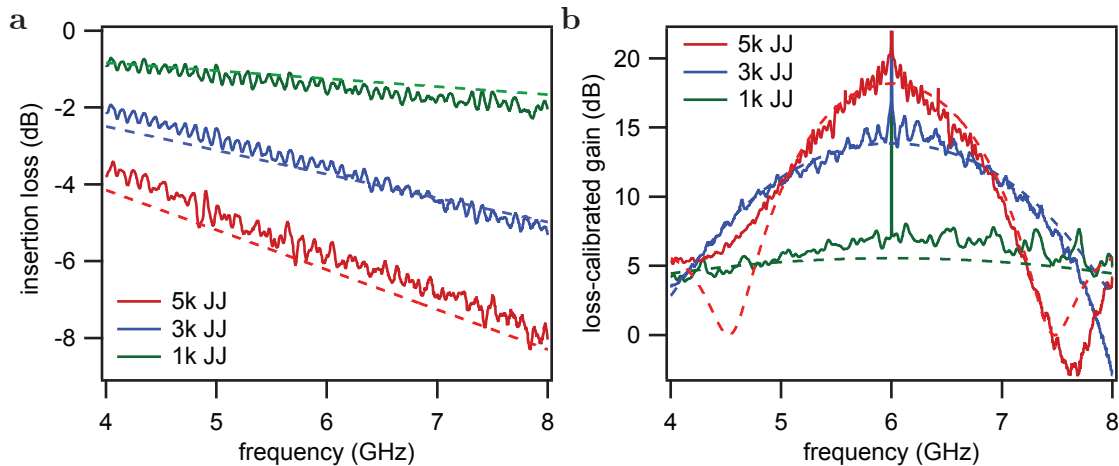 a
insertion loss (dB)
0
-2
-4
-6
-8
5k JJ
3k JJ
1k JJ
4
5
6
7
8
frequency (GHz)
b
loss-calibrated gain (dB)
20
15
10
5
0
5k JJ
3k JJ
1k JJ
4
5
6
7
8
frequency (GHz)